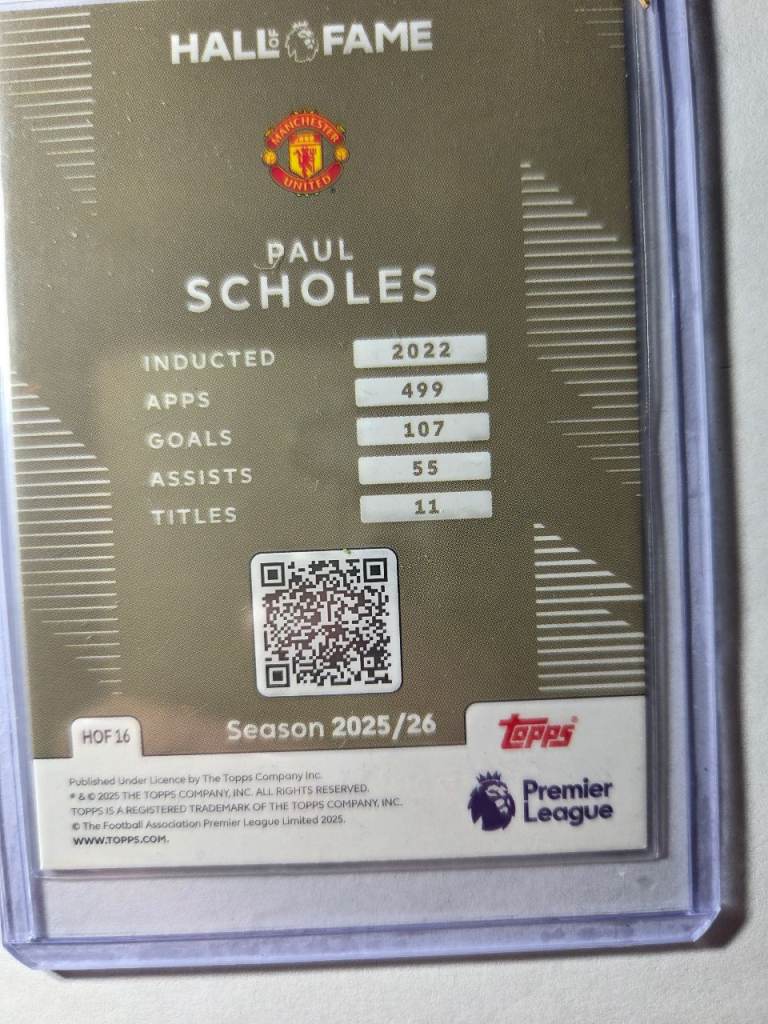 HALL OF FAME
MANCHESTER
UNITED
PAUL
SCHOLES
INDUCTED 2022
APPS 499
GOALS 107
ASSISTS 55
TITLES 11
Season 2025/26
HOF 16
Topps®
Published Under Licence by The Topps Company Inc.
® & © 2025 THE TOPPS COMPANY, INC. ALL RIGHTS RESERVED.
TOPPS IS A REGISTERED TRADEMARK OF THE TOPPS COMPANY, INC.
© The Football Association Premier League Limited 2025.
WWW.TOPPS.COM.
Premier
League